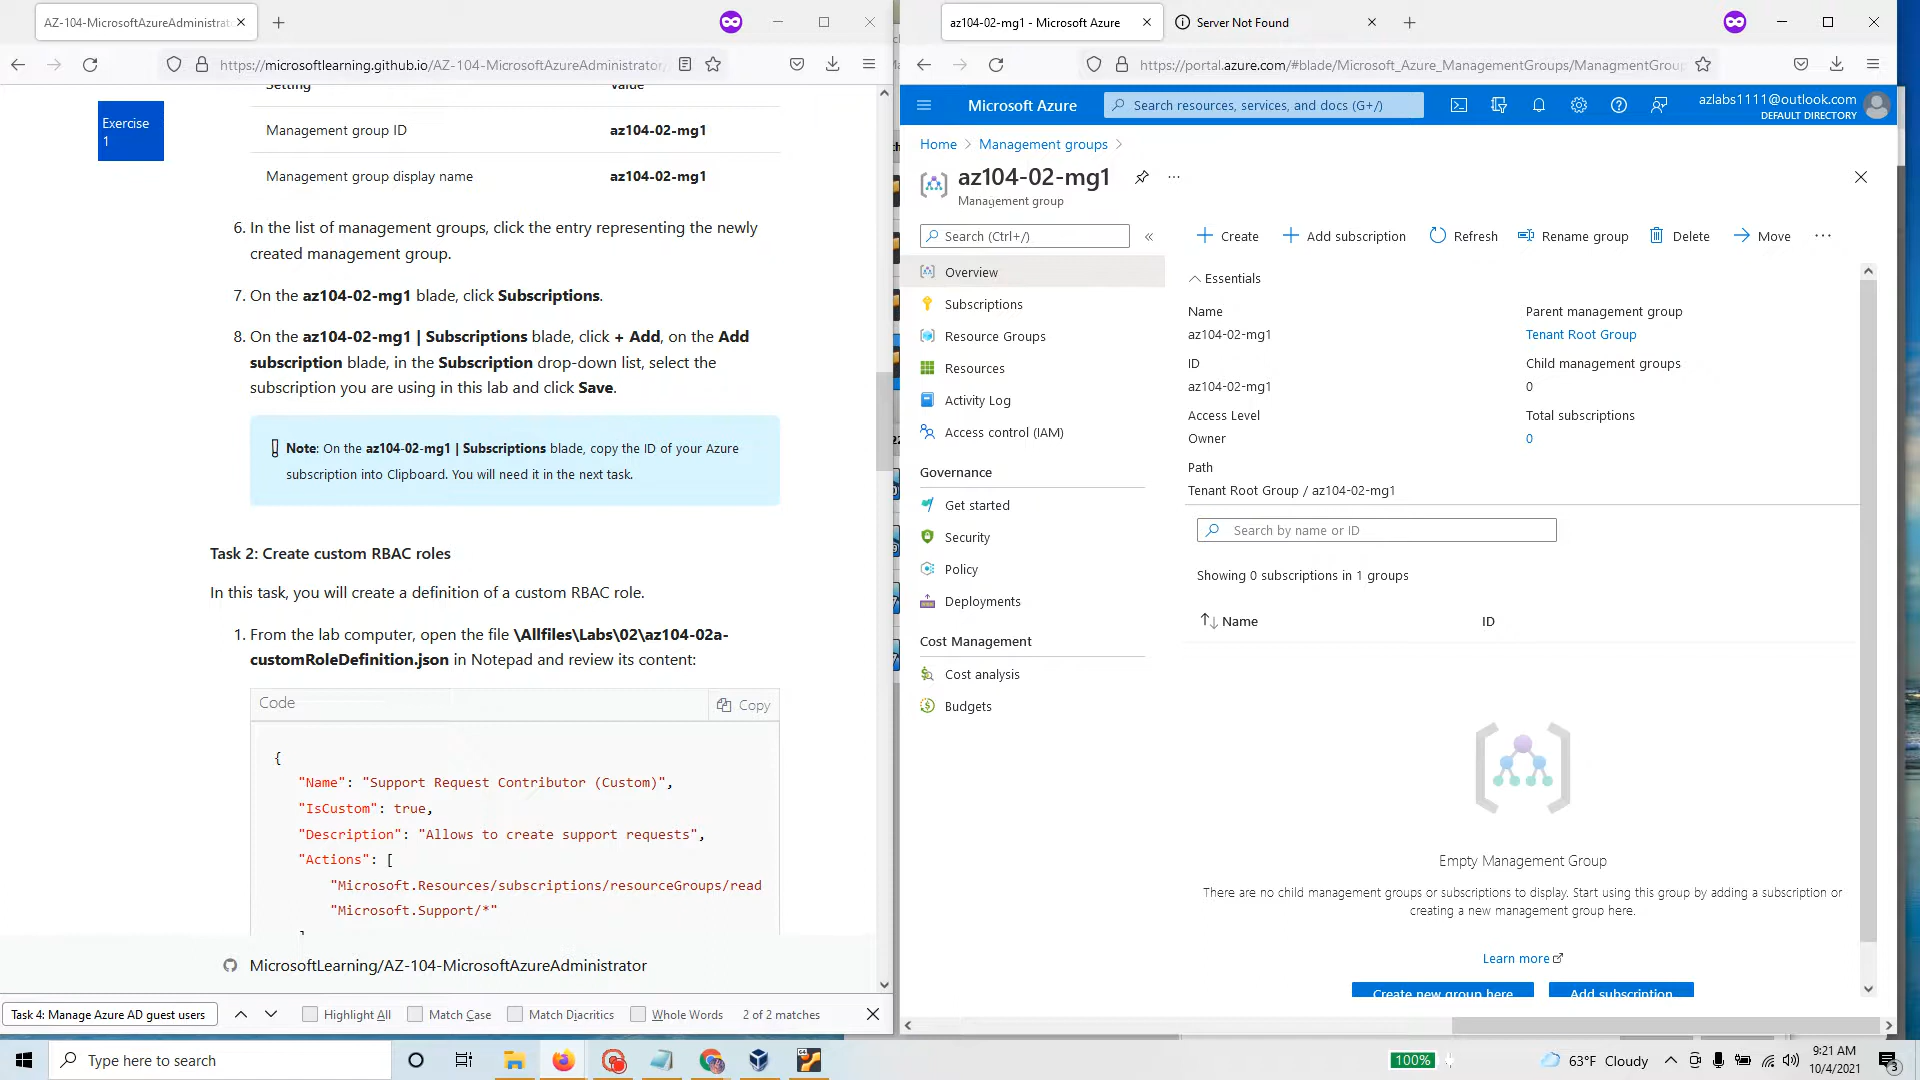 AZ-104-MicrosoftAzureAdministrat
https://microsoftlearning.github.io/AZ-104-MicrosoftAzureAdministrator/
Exercise
1
Setting
Value
Management group ID
az104-02-mg1
Management group display name
az104-02-mg1
6. In the list of management groups, click the entry representing the newly
created management group.
7. On the az104-02-mg1 blade, click Subscriptions.
8. On the az104-02-mg1 | Subscriptions blade, click + Add, on the Add
subscription blade, in the Subscription drop-down list, select the
subscription you are using in this lab and click Save.
Note: On the az104-02-mg1 | Subscriptions blade, copy the ID of your Azure
subscription into Clipboard. You will need it in the next task.
Task 2: Create custom RBAC roles
In this task, you will create a definition of a custom RBAC role.
1. From the lab computer, open the file \Allfiles\Labs\02\az104-02a-
customRoleDefinition.json in Notepad and review its content:
Code
Copy
{
"Name": "Support Request Contributor (Custom)",
"IsCustom": true,
"Description": "Allows to create support requests",
"Actions": [
"Microsoft.Resources/subscriptions/resourceGroups/read
"Microsoft.Support/*"
MicrosoftLearning/AZ-104-MicrosoftAzureAdministrator
Task 4: Manage Azure AD guest users
Highlight All
Match Case
Match Diacritics
Whole Words
2 of 2 matches
az104-02-mg1 - Microsoft Azure
Server Not Found
https://portal.azure.com/#blade/Microsoft_Azure_ManagementGroups/ManagmentGrou
Microsoft Azure
Search resources, services, and docs (G+/)
azlabs1111@outlook.com
DEFAULT DIRECTORY
Home > Management groups >
az104-02-mg1
...
Management group
Search (Ctrl+/)
«
Create
Add subscription
Refresh
Rename group
Delete
Move
...
Overview
Subscriptions
Resource Groups
Resources
Activity Log
Access control (IAM)
Governance
Get started
Security
Policy
Deployments
Cost Management
Cost analysis
Budgets
Essentials
Name
az104-02-mg1
ID
az104-02-mg1
Access Level
Owner
Path
Tenant Root Group / az104-02-mg1
Parent management group
Tenant Root Group
Child management groups
0
Total subscriptions
0
Search by name or ID
Showing 0 subscriptions in 1 groups
Name
ID
Empty Management Group
There are no child management groups or subscriptions to display. Start using this group by adding a subscription or
creating a new management group here.
Learn more
Create new group here
Add subscription
Type here to search
100%
63°F Cloudy
9:21 AM
10/4/2021
3